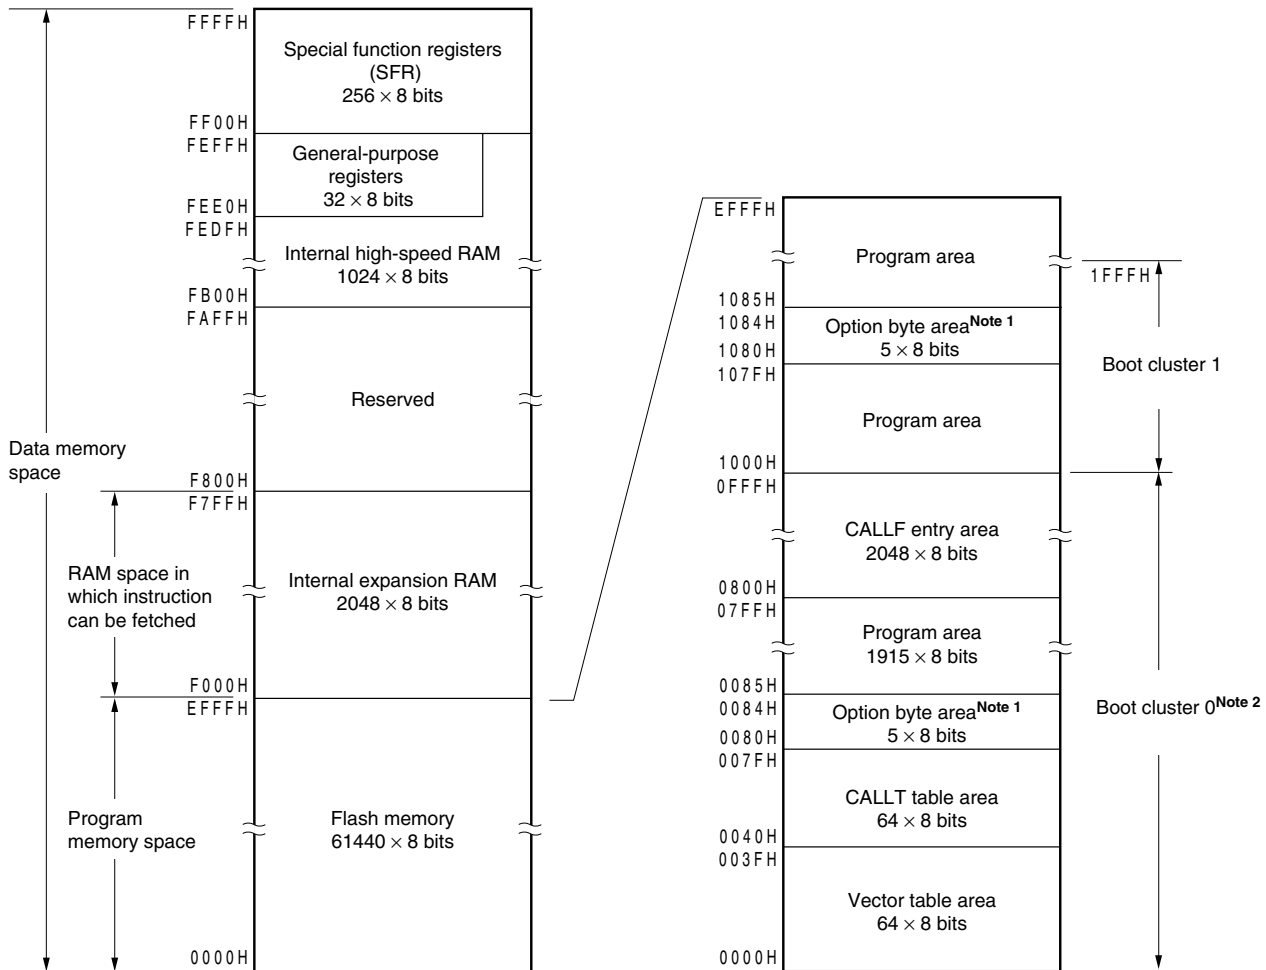 FFFFH
Special function registers
(SFR)
256 × 8 bits
FF00H
FEFFH
General-purpose
registers
32 × 8 bits
FEE0H
FEDFH
Internal high-speed RAM
1024 × 8 bits
FB00H
FAFFH
Reserved
Data memory
space
F800H
F7FFH
RAM space in
which instruction
can be fetched
Internal expansion RAM
2048 × 8 bits
F000H
EFFFH
Program
memory space
Flash memory
61440 × 8 bits
0000H
EFFFH
Program area
1FFFH
1085H
1084H
Option byte area Note 1
5 × 8 bits
1080H
107FH
Boot cluster 1
Program area
1000H
0FFFH
CALLF entry area
2048 × 8 bits
0800H
07FFH
Program area
1915 × 8 bits
0085H
0084H
Option byte area Note 1
5 × 8 bits
Boot cluster 0 Note 2
0080H
007FH
CALLT table area
64 × 8 bits
0040H
003FH
Vector table area
64 × 8 bits
0000H